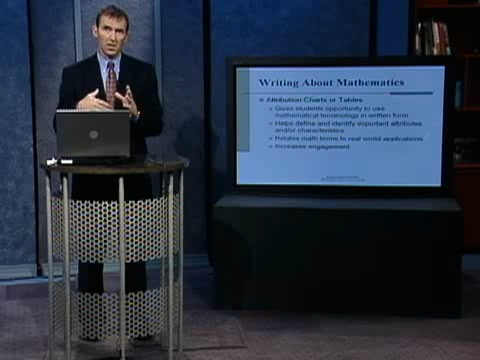 Writing About Mathematics
Attribution Charts or Tables
Gives students opportunity to use
mathematical terminology in written form
Helps define and identify important attributes
and/or characteristics
Relates math terms to real world applications
Increases engagement